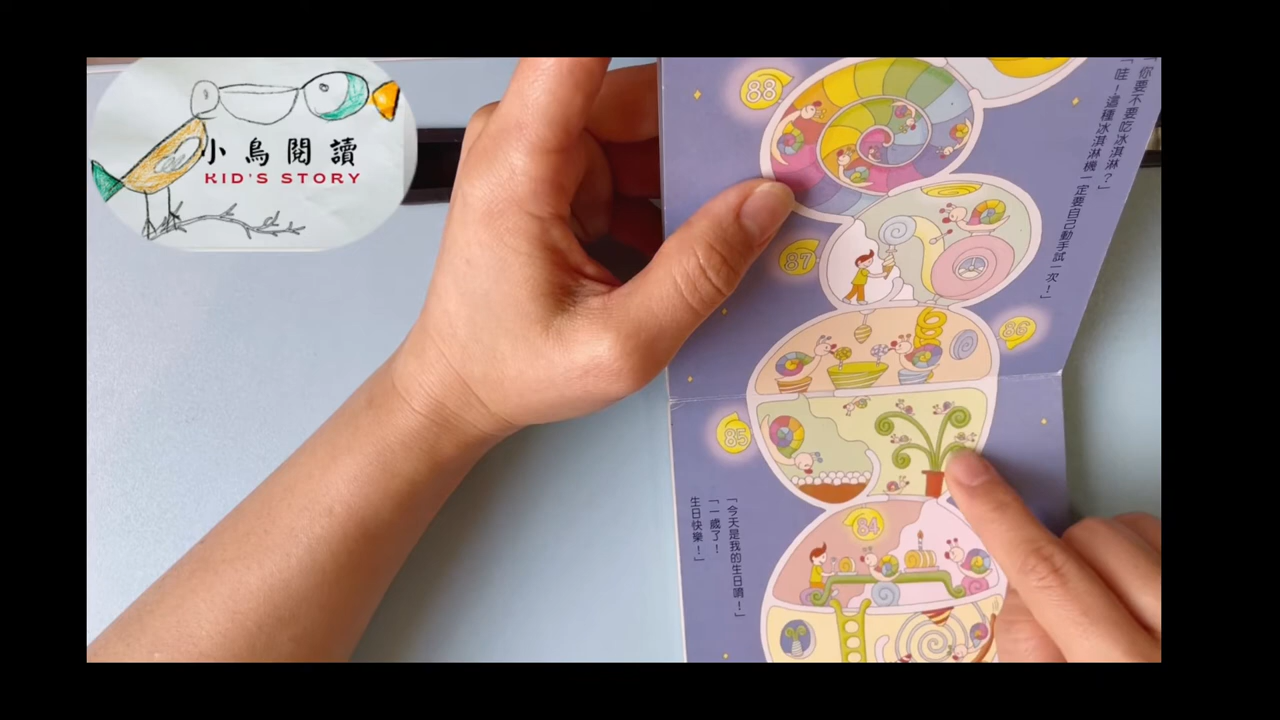 小鳥閱讀
KID'S STORY
88
「你要不要吃冰淇淋？」
「哇！這種冰淇淋機一定要自己動手試一次！」
87
86
85
「今天是我的生日唷！」
「一歲了！
生日快樂！」
84